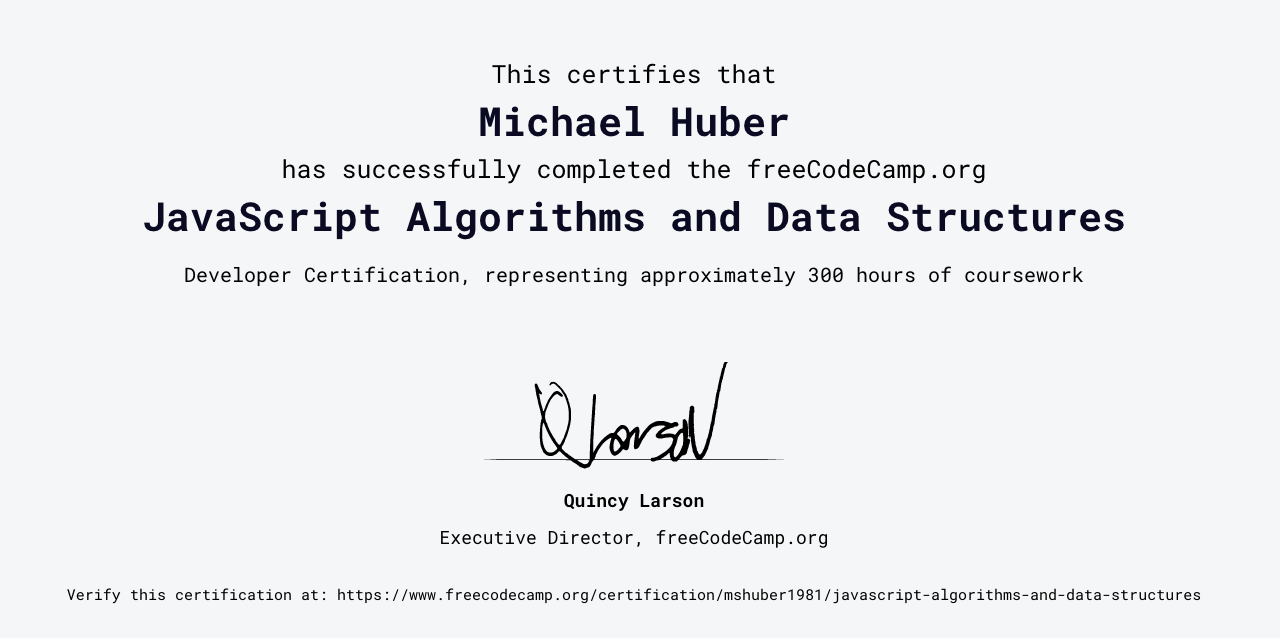 This certifies that
Michael Huber
has successfully completed the freeCodeCamp.org
JavaScript Algorithms and Data Structures
Developer Certification, representing approximately 300 hours of coursework
Q Larson
Quincy Larson
Executive Director, freeCodeCamp.org
Verify this certification at: https://www.freecodecamp.org/certification/mshuber1981/javascript-algorithms-and-data-structures